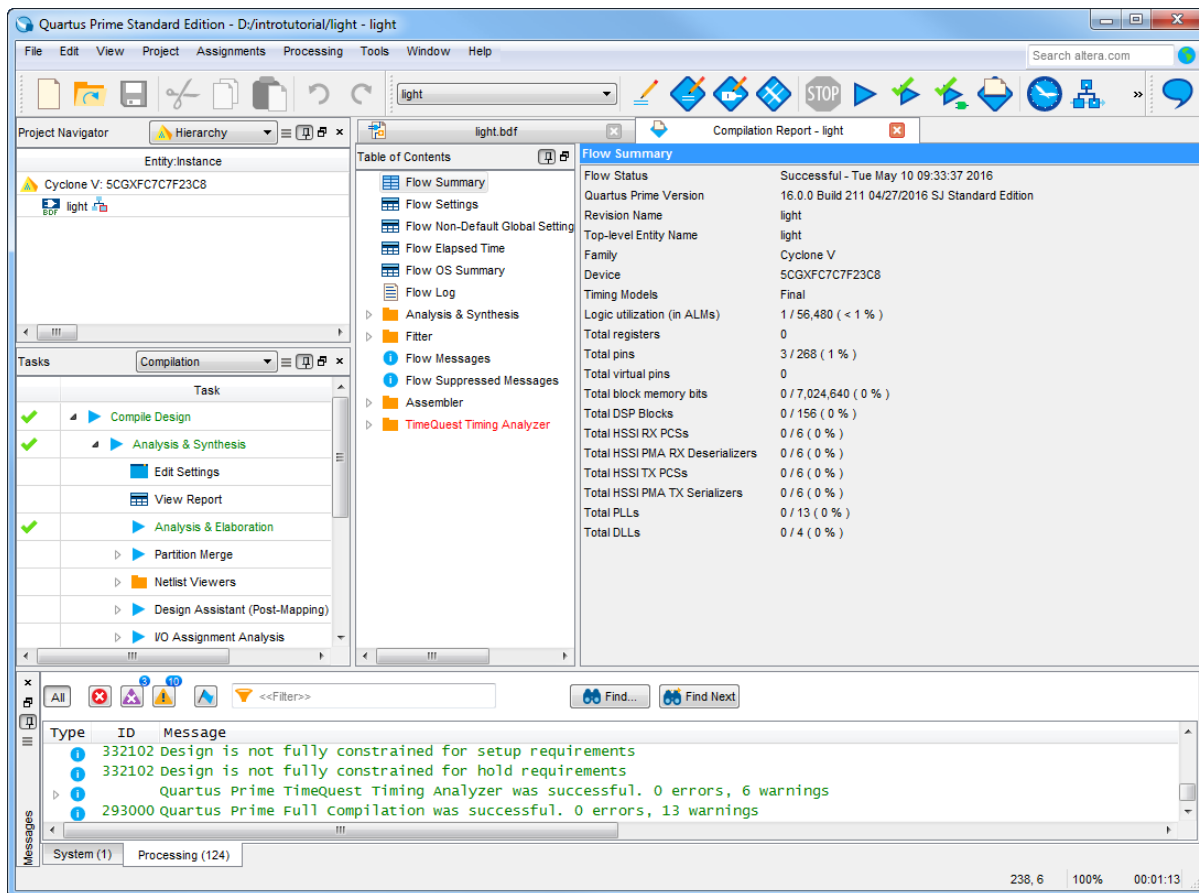 Quartus Prime Standard Edition - D:/introtutorial/light - light
File Edit View Project Assignments Processing Tools Window Help
Search altera.com
light
STOP
»
Project Navigator
Hierarchy
Entity:Instance
Cyclone V: 5CGXFC7C7F23C8
BDF light
Tasks
Compilation
Task
Compile Design
Analysis & Synthesis
Edit Settings
View Report
Analysis & Elaboration
Partition Merge
Netlist Viewers
Design Assistant (Post-Mapping)
I/O Assignment Analysis
light.bdf
Compilation Report - light
Table of Contents
Flow Summary
Flow Settings
Flow Non-Default Global Setting
Flow Elapsed Time
Flow OS Summary
Flow Log
Analysis & Synthesis
Fitter
Flow Messages
Flow Suppressed Messages
Assembler
TimeQuest Timing Analyzer
Flow Summary
Flow Status Successful - Tue May 10 09:33:37 2016
Quartus Prime Version 16.0.0 Build 211 04/27/2016 SJ Standard Edition
Revision Name light
Top-level Entity Name light
Family Cyclone V
Device 5CGXFC7C7F23C8
Timing Models Final
Logic utilization (in ALMs) 1 / 56,480 ( < 1 % )
Total registers 0
Total pins 3 / 268 ( 1 % )
Total virtual pins 0
Total block memory bits 0 / 7,024,640 ( 0 % )
Total DSP Blocks 0 / 156 ( 0 % )
Total HSSI RX PCSs 0 / 6 ( 0 % )
Total HSSI PMA RX Deserializers 0 / 6 ( 0 % )
Total HSSI TX PCSs 0 / 6 ( 0 % )
Total HSSI PMA TX Serializers 0 / 6 ( 0 % )
Total PLLs 0 / 13 ( 0 % )
Total DLLs 0 / 4 ( 0 % )
All 3 10 <<Filter>> Find... Find Next
Type ID Message
332102 Design is not fully constrained for setup requirements
332102 Design is not fully constrained for hold requirements
Quartus Prime TimeQuest Timing Analyzer was successful. 0 errors, 6 warnings
293000 Quartus Prime Full Compilation was successful. 0 errors, 13 warnings
Messages
System (1) Processing (124)
238, 6 100% 00:01:13